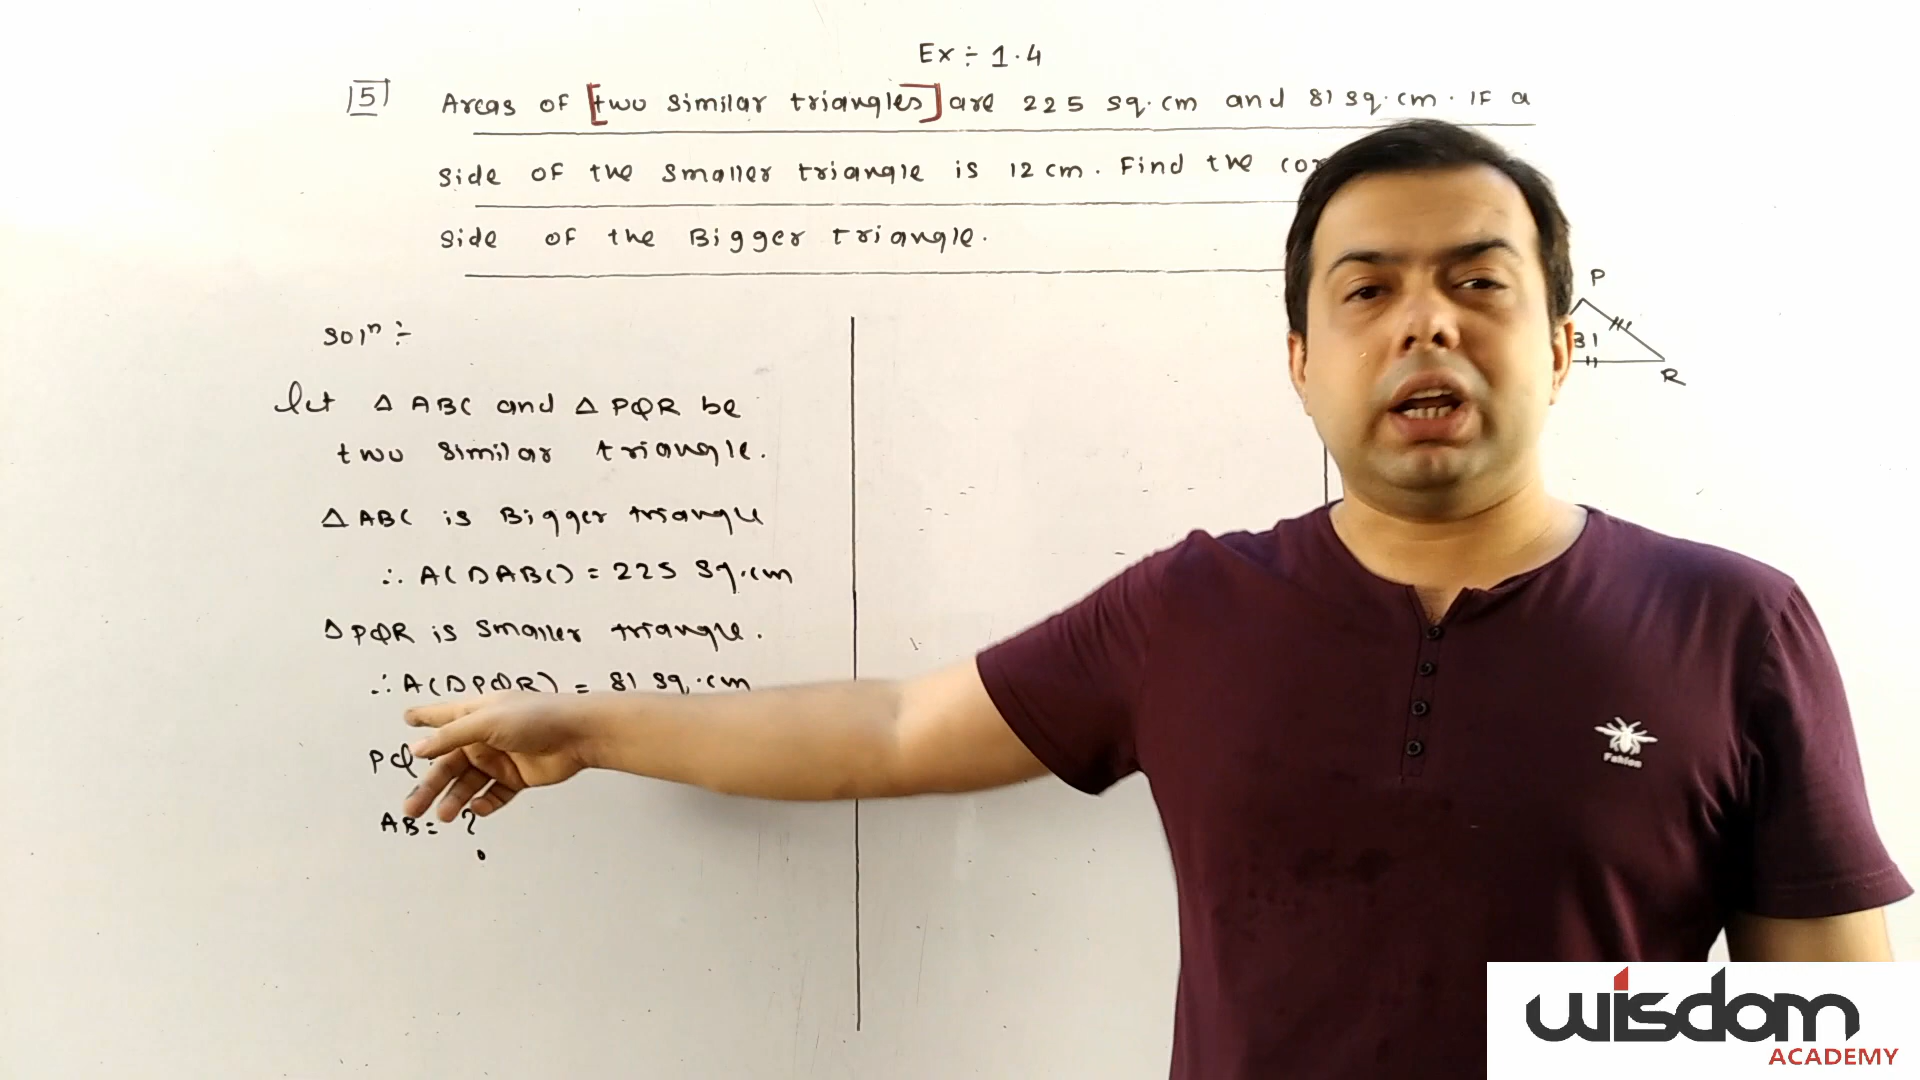 Ex ÷ 1.4
5 Areas of [two similar triangles] are 225 sq.cm and 81 sq.cm. If a
side of the smaller triangle is 12 cm. Find the
side of the Bigger triangle.
Solⁿ ÷
let △ ABC and △ PQR be
two similar triangle.
△ ABC is Bigger triangle
∴ A(△ABC) = 225 sq.cm
△ PQR is smaller triangle.
∴ A(△PQR) = 81 sq.cm
PQ
AB = ?
P
R
Fahion
wisdom
ACADEMY